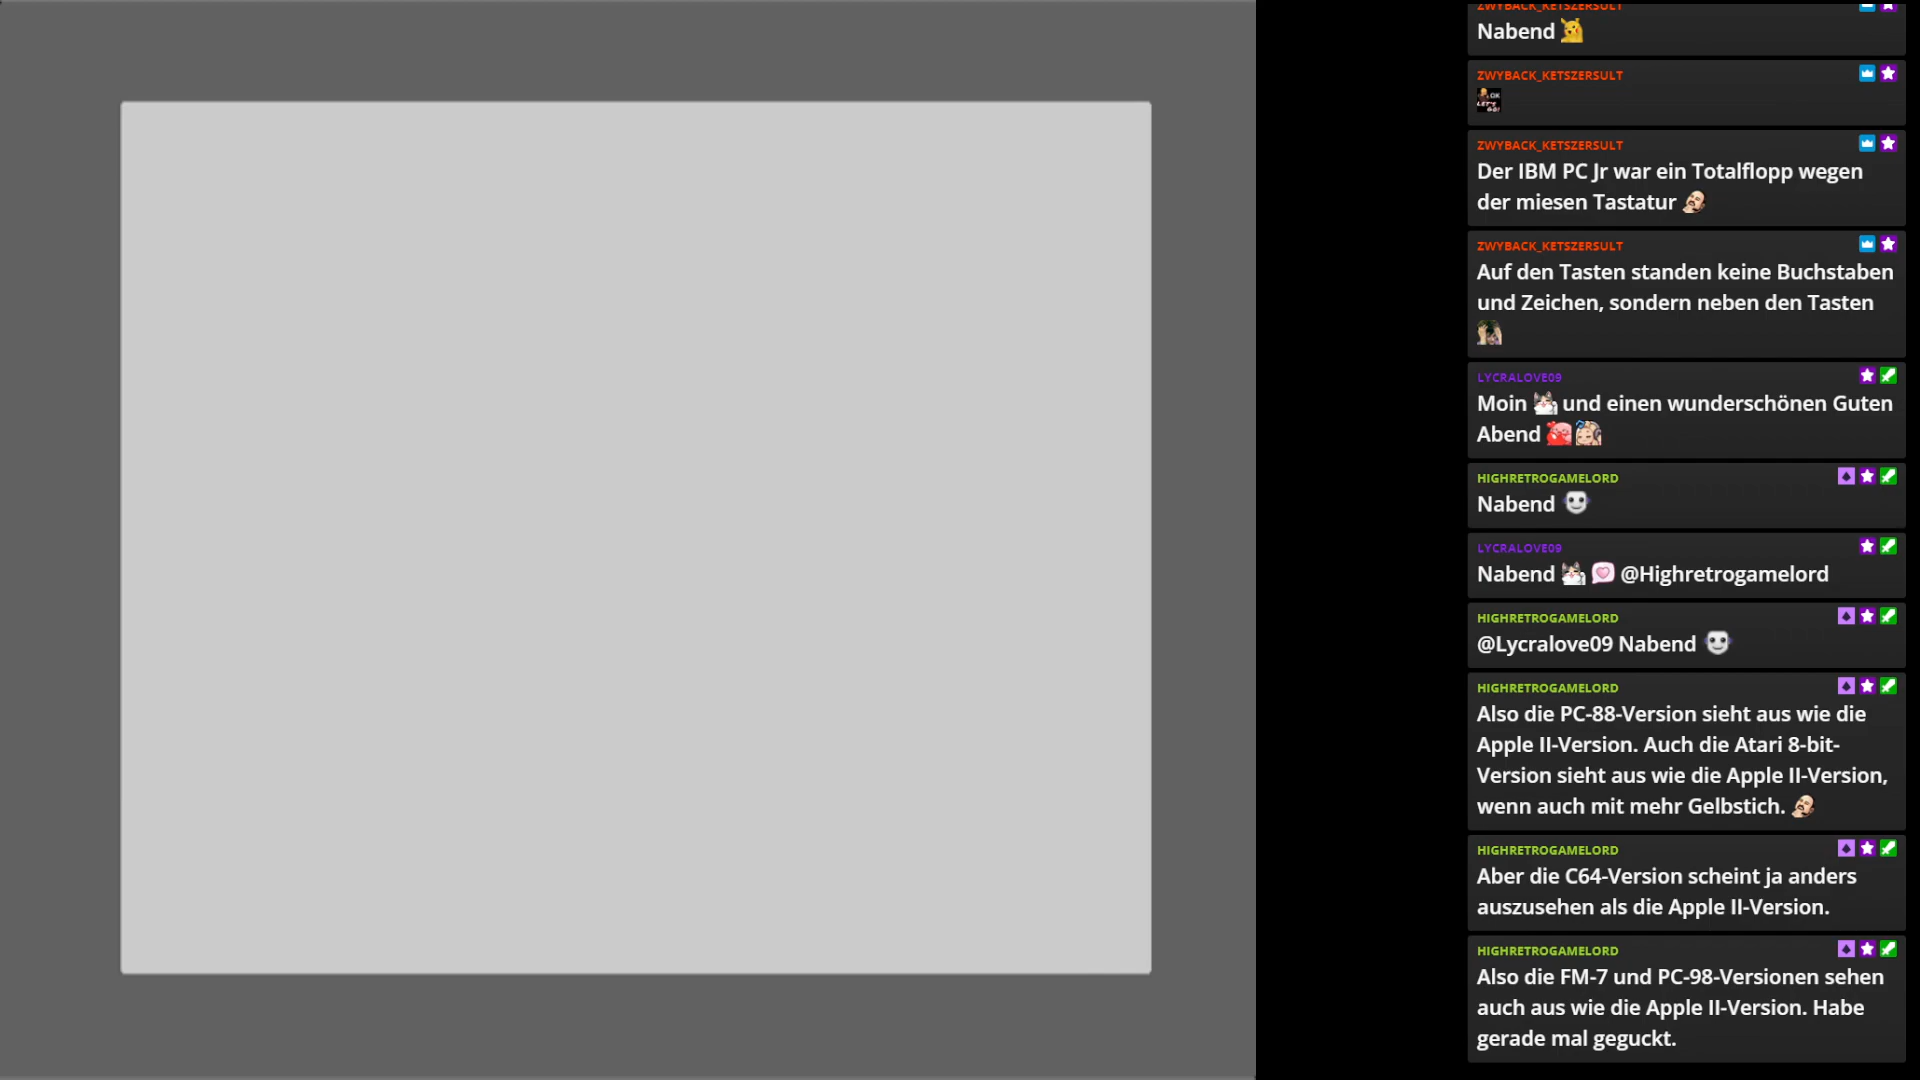 ZWYBACK_KETSZERSULT
Nabend
ZWYBACK_KETSZERSULT
OK
LET'S
GO!
ZWYBACK_KETSZERSULT
Der IBM PC Jr war ein Totalflopp wegen
der miesen Tastatur
ZWYBACK_KETSZERSULT
Auf den Tasten standen keine Buchstaben
und Zeichen, sondern neben den Tasten
LYCRALOVE09
Moin und einen wunderschönen Guten
Abend
HIGHRETROGAMELORD
Nabend
LYCRALOVE09
Nabend @Highretrogamelord
HIGHRETROGAMELORD
@Lycralove09 Nabend
HIGHRETROGAMELORD
Also die PC-88-Version sieht aus wie die
Apple II-Version. Auch die Atari 8-bit-
Version sieht aus wie die Apple II-Version,
wenn auch mit mehr Gelbstich.
HIGHRETROGAMELORD
Aber die C64-Version scheint ja anders
auszusehen als die Apple II-Version.
HIGHRETROGAMELORD
Also die FM-7 und PC-98-Versionen sehen
auch aus wie die Apple II-Version. Habe
gerade mal geguckt.